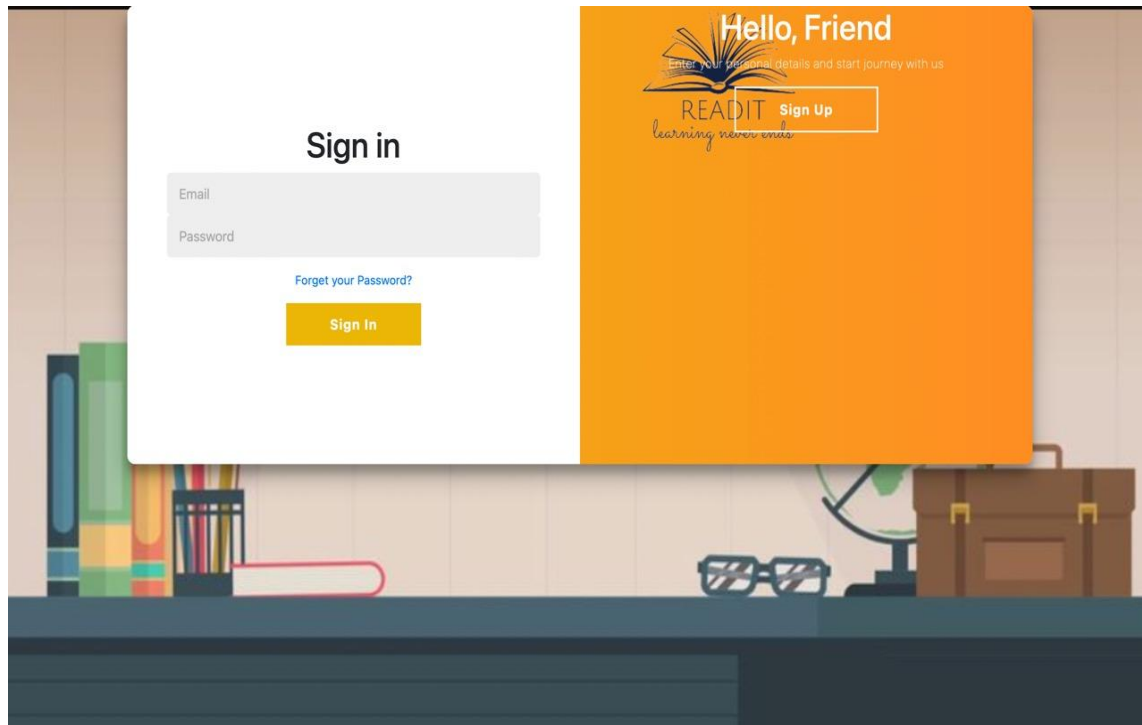 Sign in
Email
Password
Forget your Password?
Sign In
Hello, Friend
Enter your personal details and start journey with us
Sign Up
READIT
learning never ends